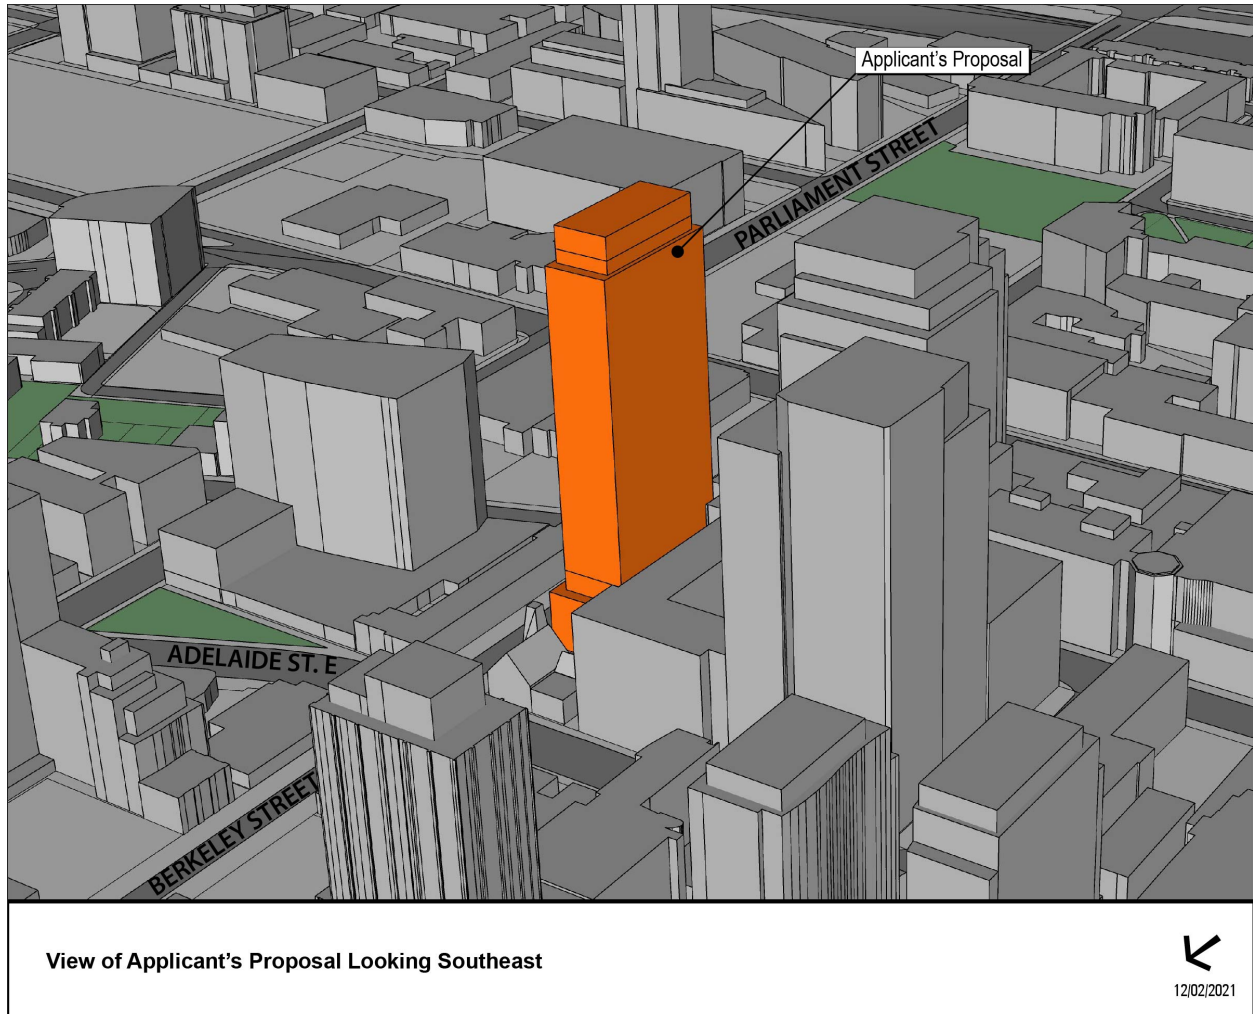 Applicant's Proposal
PARLIAMENT STREET
ADELAIDE ST. E
BERKELEY STREET
View of Applicant's Proposal Looking Southeast
12/02/2021